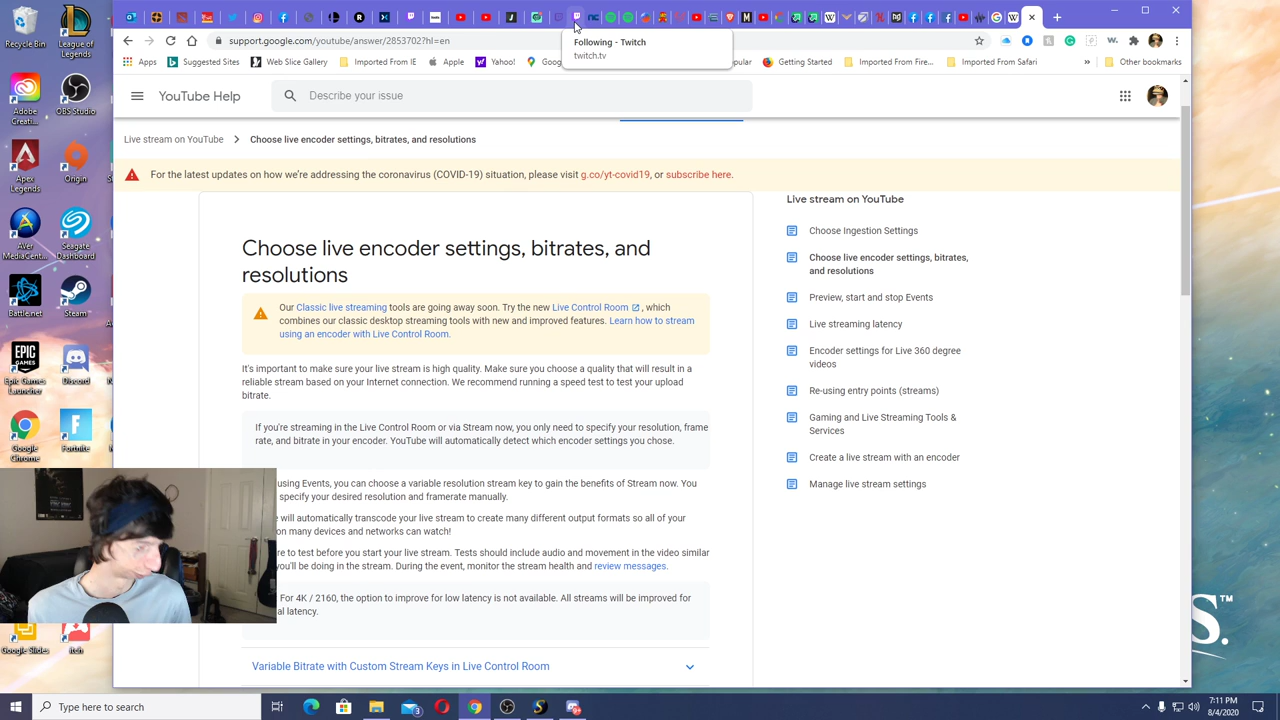 support.google.com/youtube/answer/2853702?hl=en
Following - Twitch
twitch.tv
Apps
Suggested Sites
Web Slice Gallery
Imported From IE
Apple
Yahoo!
Getting Started
Imported From Fire...
Imported From Safari
»
Other bookmarks
YouTube Help
Describe your issue
Live stream on YouTube
Choose live encoder settings, bitrates, and resolutions
For the latest updates on how we're addressing the coronavirus (COVID-19) situation, please visit g.co/yt-covid19, or subscribe here.
Choose live encoder settings, bitrates, and
resolutions
Our Classic live streaming tools are going away soon. Try the new Live Control Room , which
combines our classic desktop streaming tools with new and improved features. Learn how to stream
using an encoder with Live Control Room.
It's important to make sure your live stream is high quality. Make sure you choose a quality that will result in a
reliable stream based on your Internet connection. We recommend running a speed test to test your upload
bitrate.
If you're streaming in the Live Control Room or via Stream now, you only need to specify your resolution, frame
rate, and bitrate in your encoder. YouTube will automatically detect which encoder settings you chose.
using Events, you can choose a variable resolution stream key to gain the benefits of Stream now. You
specify your desired resolution and framerate manually.
will automatically transcode your live stream to create many different output formats so all of your
on many devices and networks can watch!
to test before you start your live stream. Tests should include audio and movement in the video similar
you'll be doing in the stream. During the event, monitor the stream health and review messages.
For 4K / 2160, the option to improve for low latency is not available. All streams will be improved for
latency.
Variable Bitrate with Custom Stream Keys in Live Control Room
Live stream on YouTube
Choose Ingestion Settings
Choose live encoder settings, bitrates,
and resolutions
Preview, start and stop Events
Live streaming latency
Encoder settings for Live 360 degree
videos
Re-using entry points (streams)
Gaming and Live Streaming Tools &
Services
Create a live stream with an encoder
Manage live stream settings
Recycle Bin
League of
Legends
Adobe
Creati...
OBS Studio
Apex
Legends
Origin
AVer
MediaCent...
Seagate
Dashboard
Battle.net
Steam
Epic Games
Launcher
Discord
Google
Chrome
Fortnite
Google Slides
itch
S.™
Type here to search
7:11 PM
8/4/2020